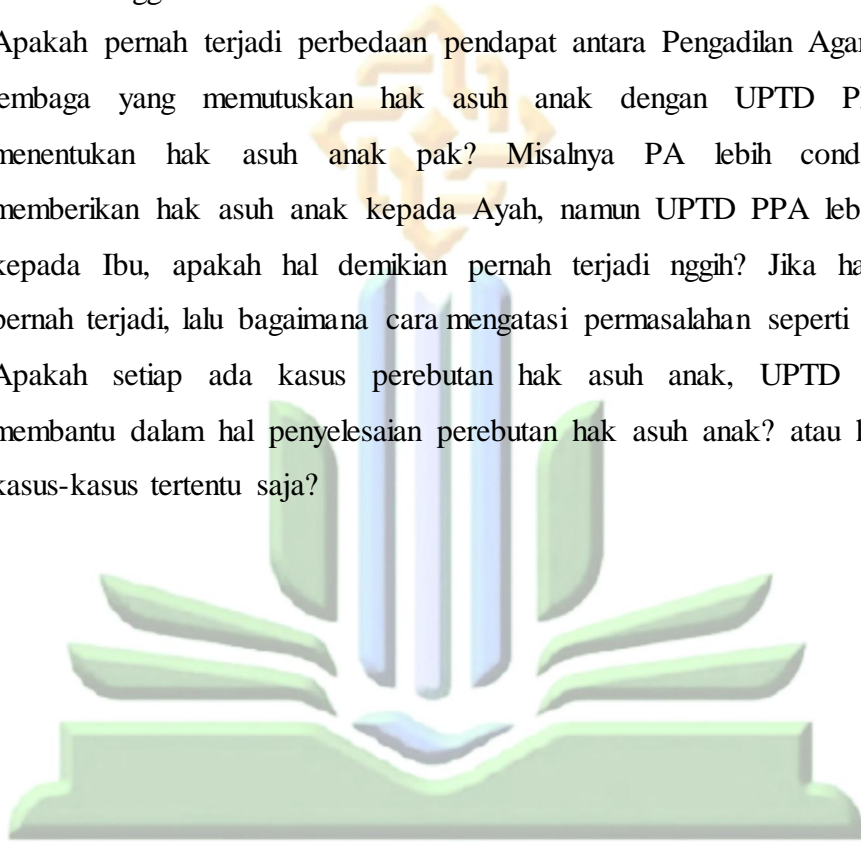 Apakah pernah terjadi perbedaan pendapat antara Pengadilan Agar
lembaga yang memutuskan hak asuh anak dengan UPTD P
menentukan hak asuh anak pak? Misalnya PA lebih cond
memberikan hak asuh anak kepada Ayah, namun UPTD PPA leb
kepada Ibu, apakah hal demikian pernah terjadi nggih? Jika ha
pernah terjadi, lalu bagaimana cara mengatasi permasalahan seperti
Apakah setiap ada kasus perebutan hak asuh anak, UPTD
membantu dalam hal penyelesaian perebutan hak asuh anak? atau
kasus-kasus tertentu saja?